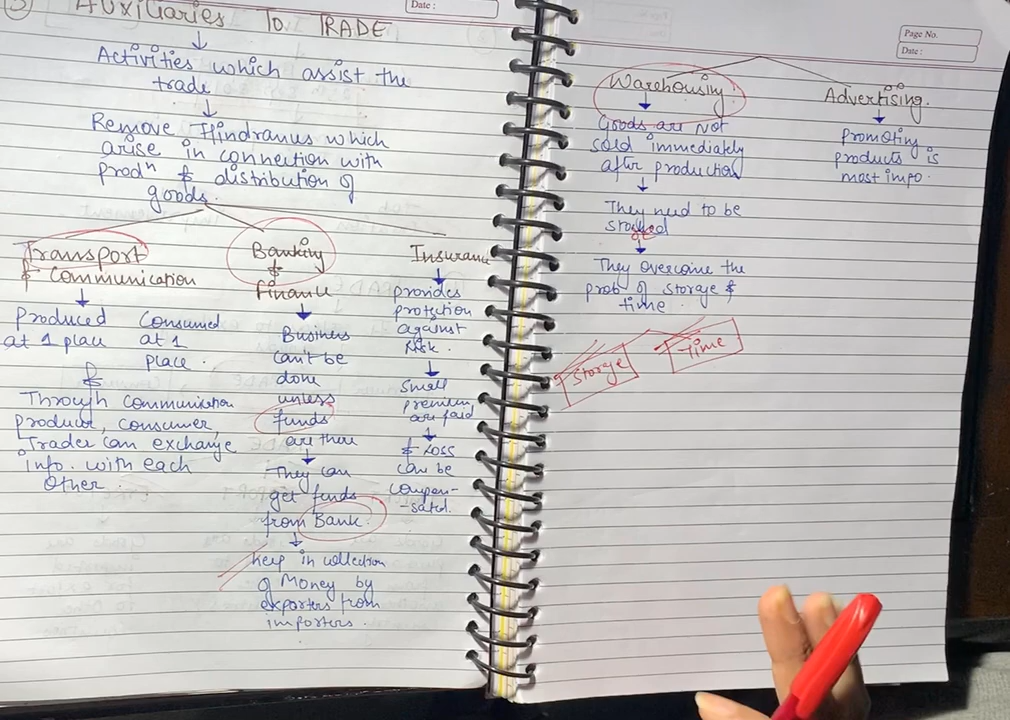 3
AUXILIARIES TO TRADE
Date :
Activities which assist the
trade
Remove Hindrances which
arise in connection with
prodn & distribution of
goods.
Transport
& Communication
Produced Consumed
at 1 place at 1
place.
&
Through communication
producer, consumer,
Trader can exchange
info. with each
other.
Banking
&
finance
Business
can't be
done
unless
funds
are there
They can
get funds
from Bank.
Keep in collection
of Money by
exporters from
importers.
Insurance
provides
protection
against
Risk.
Small
premium
are paid
& Loss
can be
compen-
-sated.
Page No.
Date :
Warehousing
Goods are Not
sold immediately
after production
They need to be
stocked
They overcome the
prob of storage &
time.
Storage
Time
Advertising.
Promoting
products is
most impo.